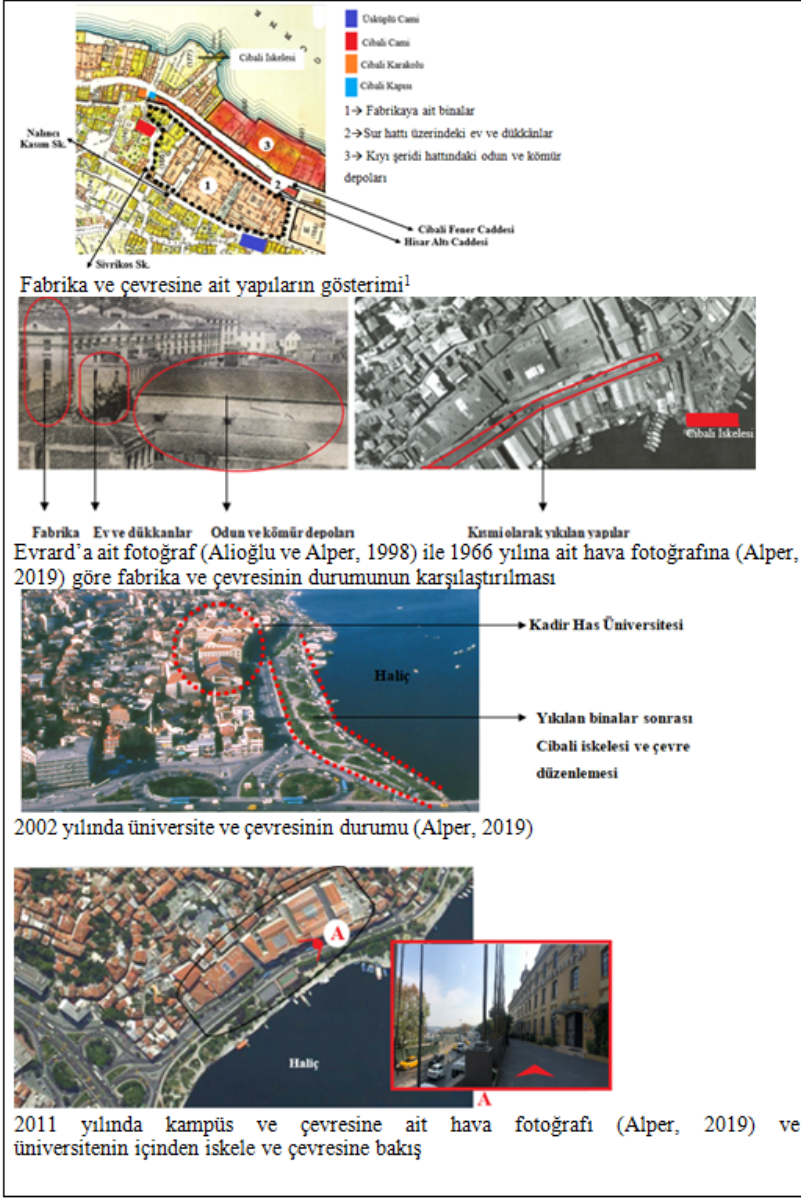 Üsküplü Cami
Cibali Cami
Cibali Karakolu
Cibali Kapısı
Cibali İskelesi
1→ Fabrikaya ait binalar
2→Sur hattı üzerindeki ev ve dükkânlar
3→ Kıyı şeridi hattındaki odun ve kömür
depoları
Nalıncı
Kasım Sk.
3
1
2
Cibali Fener Caddesi
Hisar Altı Caddesi
Sivrikos Sk.
Fabrika ve çevresine ait yapıların gösterimi¹
Cibali İskelesi
Fabrika Ev ve dükkanlar Odun ve kömür depoları Kısmi olarak yıkılan yapılar
Evrard’a ait fotoğraf (Alioğlu ve Alper, 1998) ile 1966 yılına ait hava fotoğrafına (Alper,
2019) göre fabrika ve çevresinin durumunun karşılaştırılması
Kadir Has Üniversitesi
Haliç
Yıkılan binalar sonrası
Cibali iskelesi ve çevre
düzenlemesi
2002 yılında üniversite ve çevresinin durumu (Alper, 2019)
A
Haliç
A
2011 yılında kampüs ve çevresine ait hava fotoğrafı (Alper, 2019) ve
üniversitenin içinden iskele ve çevresine bakış